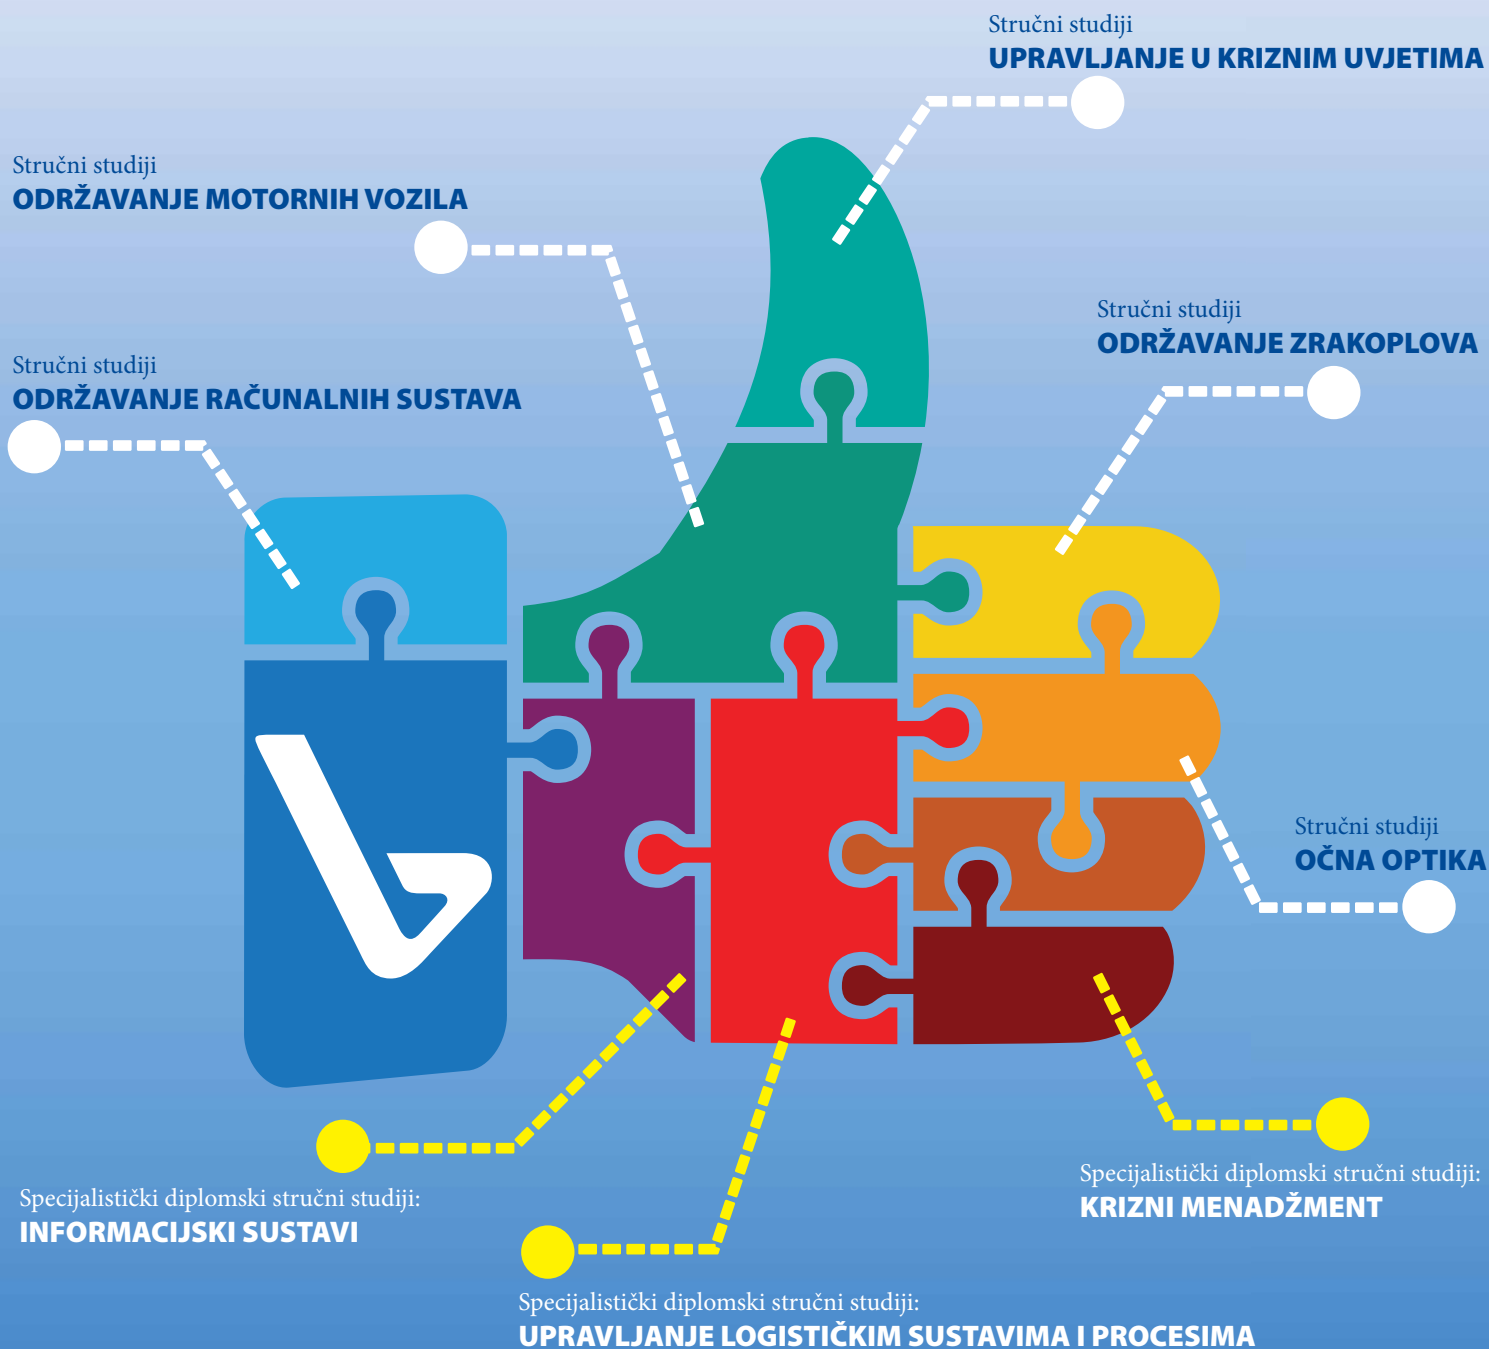 Stručni studiji
UPRAVLJANJE U KRIZNIM UVJETIMA
Stručni studiji
ODRŽAVANJE MOTORNIH VOZILA
Stručni studiji
ODRŽAVANJE ZRAKOPLOVA
Stručni studiji
ODRŽAVANJE RAČUNALNIH SUSTAVA
Stručni studiji
OČNA OPTIKA
Specijalistički diplomski stručni studiji:
KRIZNI MENADŽMENT
Specijalistički diplomski stručni studiji:
INFORMACIJSKI SUSTAVI
Specijalistički diplomski stručni studiji:
UPRAVLJANJE LOGISTIČKIM SUSTAVIMA I PROCESIMA